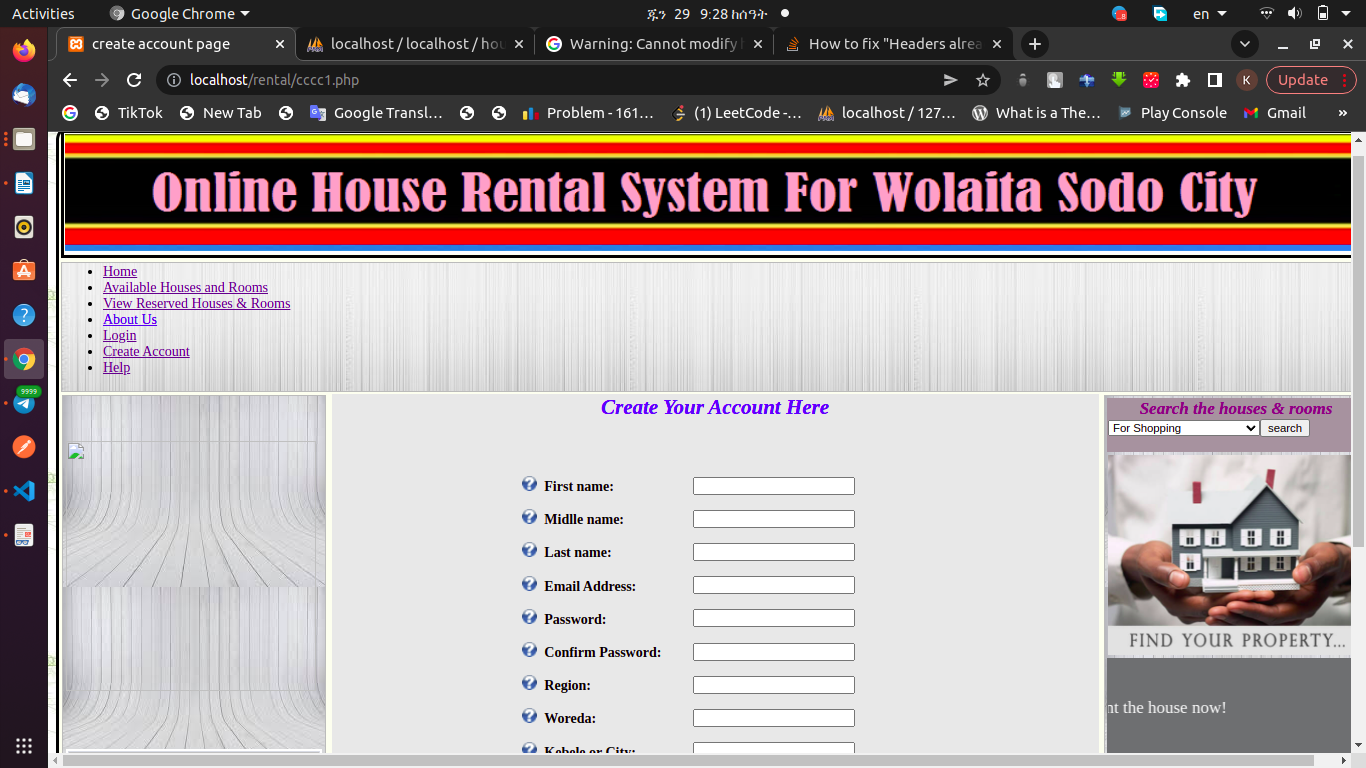 Activities
Google Chrome
ጁን 29 9:28 ከሰዓት
en
create account page
localhost / localhost / hou
Warning: Cannot modify
How to fix "Headers alrea
localhost/rental/cccc1.php
K
Update
TikTok
New Tab
Google Transl…
Problem - 161…
(1) LeetCode -…
localhost / 127…
What is a The…
Play Console
Gmail
»
Online House Rental System For Wolaita Sodo City
Home
Available Houses and Rooms
View Reserved Houses & Rooms
About Us
Login
Create Account
Help
9999
Create Your Account Here
First name:
Midlle name:
Last name:
Email Address:
Password:
Confirm Password:
Region:
Woreda:
Kebele or City:
Search the houses & rooms
For Shopping
search
FIND YOUR PROPERTY...
nt the house now!